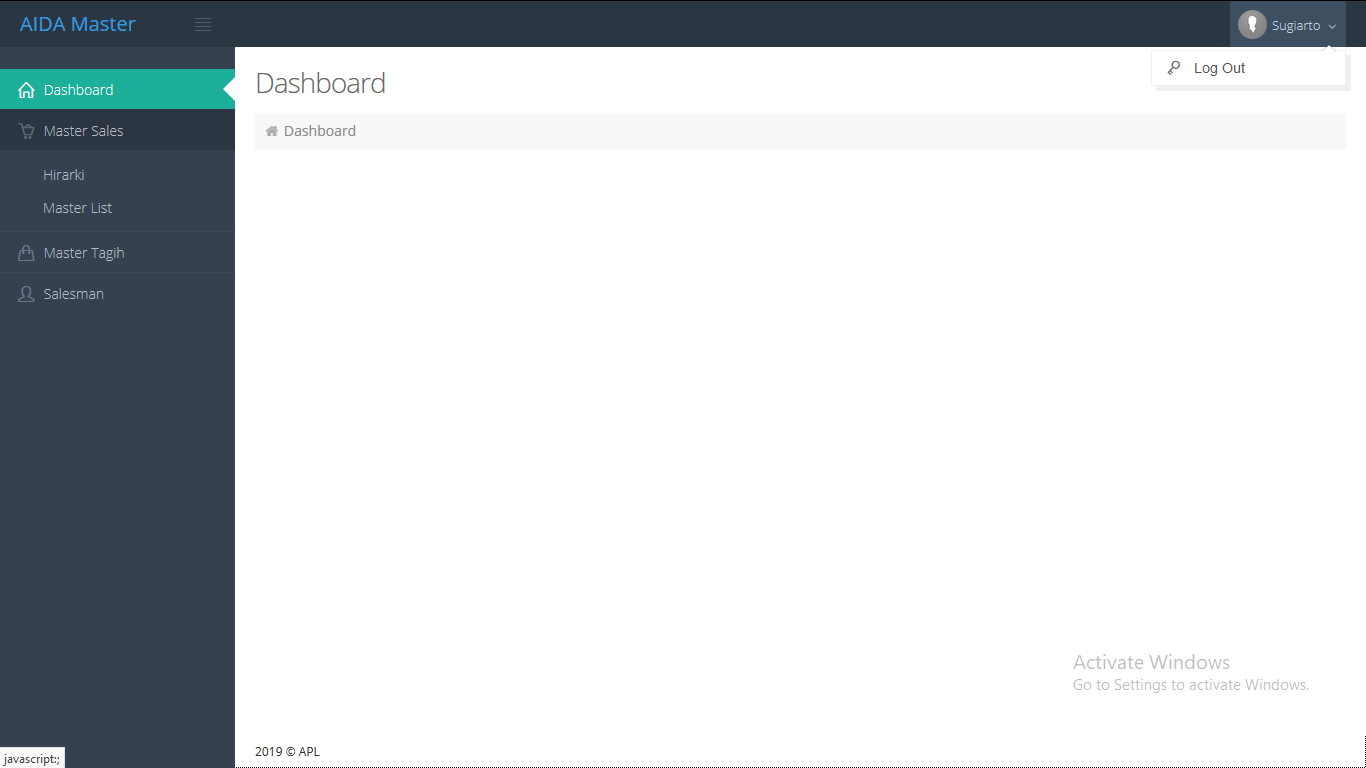 AIDA Master
Sugiarto
Log Out
Dashboard
Master Sales
Hirarki
Master List
Master Tagih
Salesman
Dashboard
Dashboard
Activate Windows
Go to Settings to activate Windows.
2019 © APL
javascript:;